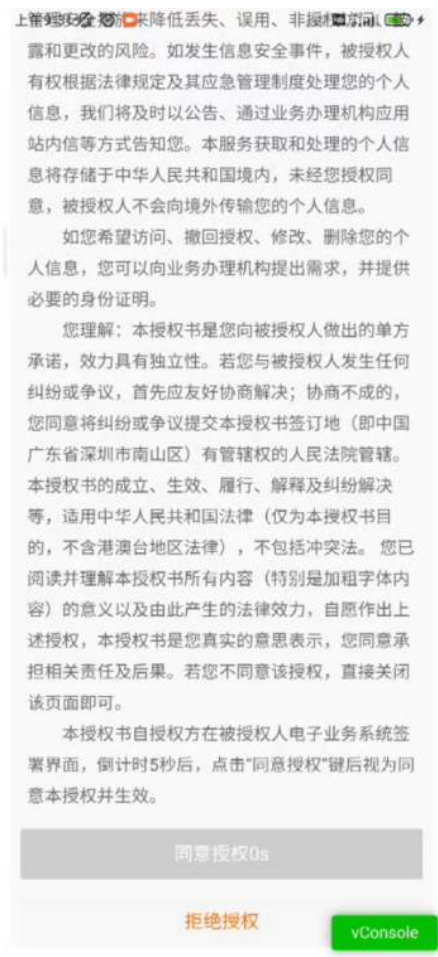 来降低丢失、误用、非授权访问、
露和更改的风险。如发生信息安全事件，被授权人
有权根据法律规定及其应急管理制度处理您的个人
信息，我们将及时以公告、通过业务办理机构应用
站内信等方式告知您。本服务获取和处理的个人信
息将存储于中华人民共和国境内，未经您授权同
意，被授权人不会向境外传输您的个人信息。
如您希望访问、撤回授权、修改、删除您的个
人信息，您可以向业务办理机构提出需求，并提供
必要的身份证明。
您理解：本授权书是您向被授权人做出的单方
承诺，效力具有独立性。若您与被授权人发生任何
纠纷或争议，首先应友好协商解决；协商不成的，
您同意将纠纷或争议提交本授权书签订地（即中国
广东省深圳市南山区）有管辖权的人民法院管辖。
本授权书的成立、生效、履行、解释及纠纷解决
等，适用中华人民共和国法律（仅为本授权书目
的，不含港澳台地区法律），不包括冲突法。 您已
阅读并理解本授权书所有内容（特别是加粗字体内
容）的意义以及由此产生的法律效力，自愿作出上
述授权，本授权书是您真实的意思表示，您同意承
担相关责任及后果。若您不同意该授权，直接关闭
该页面即可。
本授权书自授权方在被授权人电子业务系统签
署界面，倒计时5秒后，点击“同意授权”键后视为同
意本授权并生效。
同意授权0s
拒绝授权
vConsole